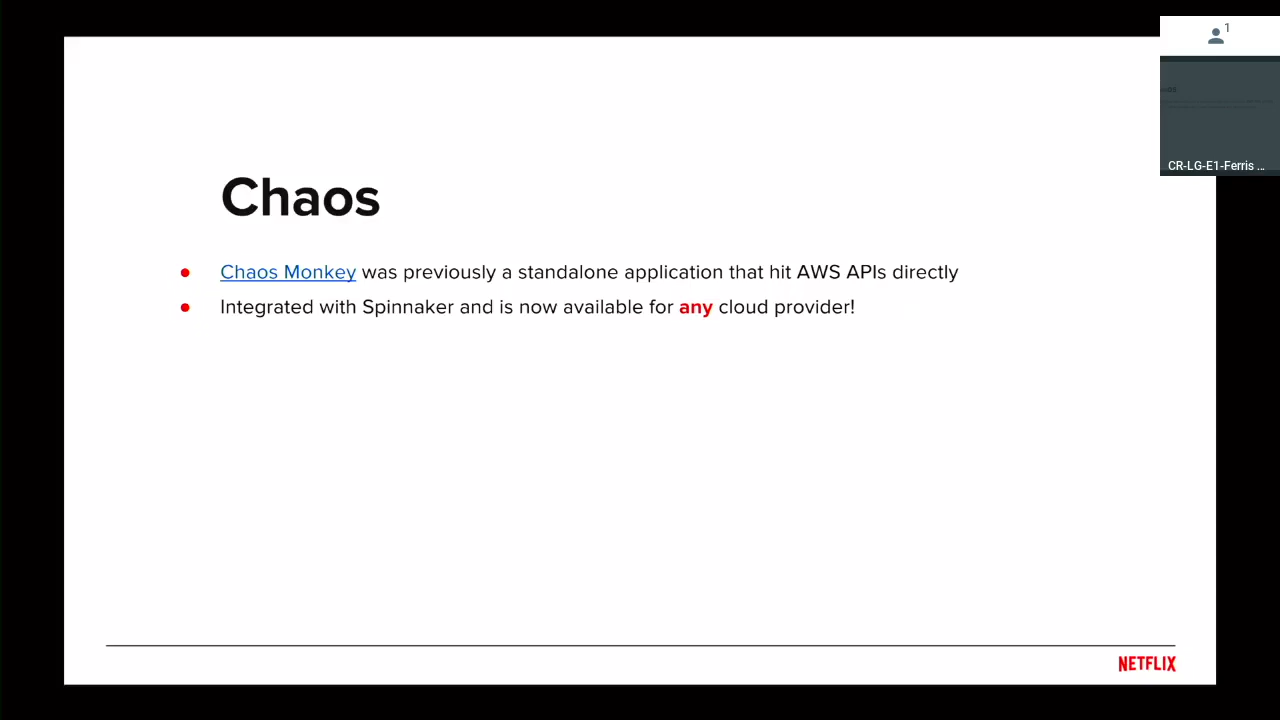 1
CR-LG-E1-Ferris ...
Chaos
Chaos Monkey was previously a standalone application that hit AWS APIs directly
Integrated with Spinnaker and is now available for any cloud provider!
NETFLIX